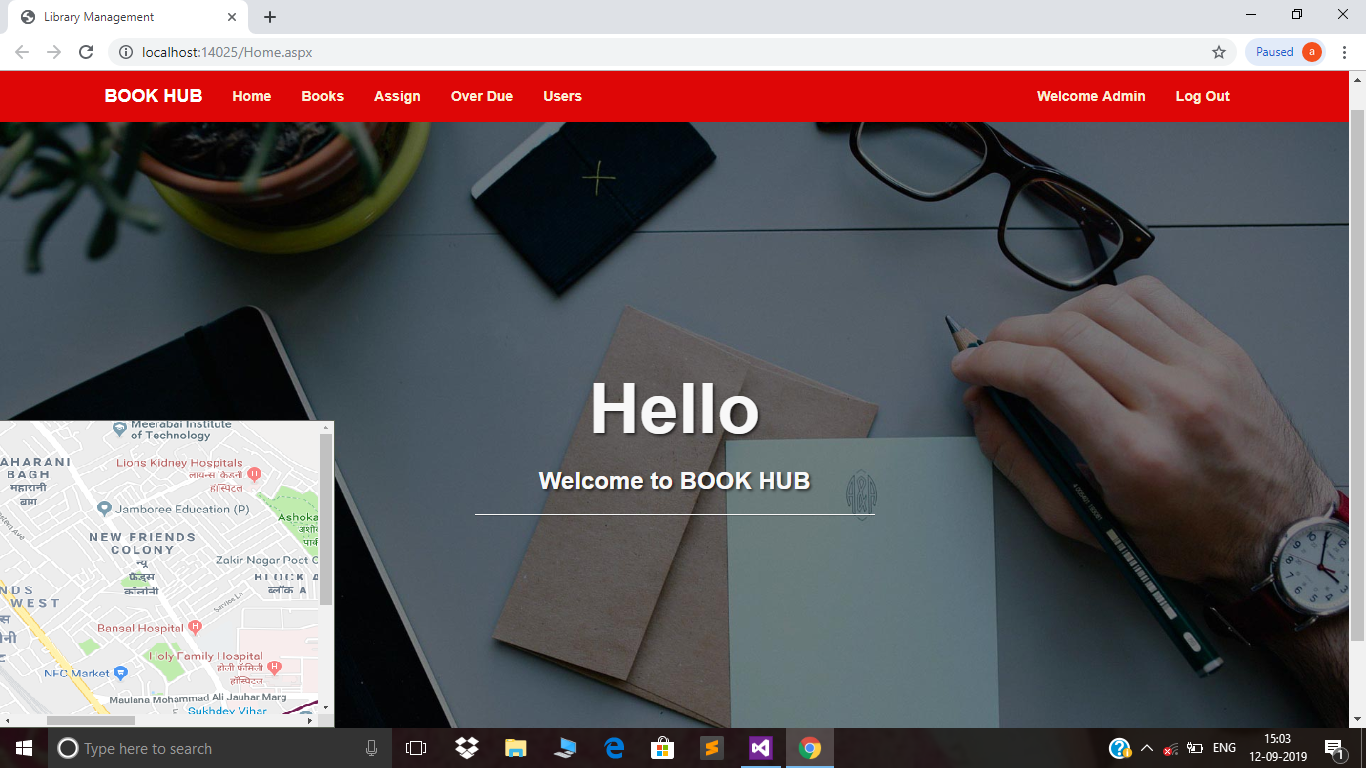 Library Management
localhost:14025/Home.aspx
Paused
a
BOOK HUB
Home
Books
Assign
Over Due
Users
Welcome Admin
Log Out
Hello
Welcome to BOOK HUB
Meerabai Institute
of Technology
AHARANI
BAGH
महारानी
बाग
Lions Kidney Hospitals
लायन्स केडनी
हॉस्पिटल
Jamboree Education (P)
Ashoka
अशोक
पार्क
NEW FRIENDS
COLONY
न्यू
फ्रेंड्स
कॉलोनी
Zakir Nagar Post O
BLOCK A
ब्लॉक A
NDS
WEST
Service Ln
Bansal Hospital
Holy Family Hospital
होली फॅमिली
हॉस्पिटल
NFC Market
Maulana Mohammad Ali Jauhar Marg
Sukhdev Vihar
Type here to search
ENG
15:03
12-09-2019
1